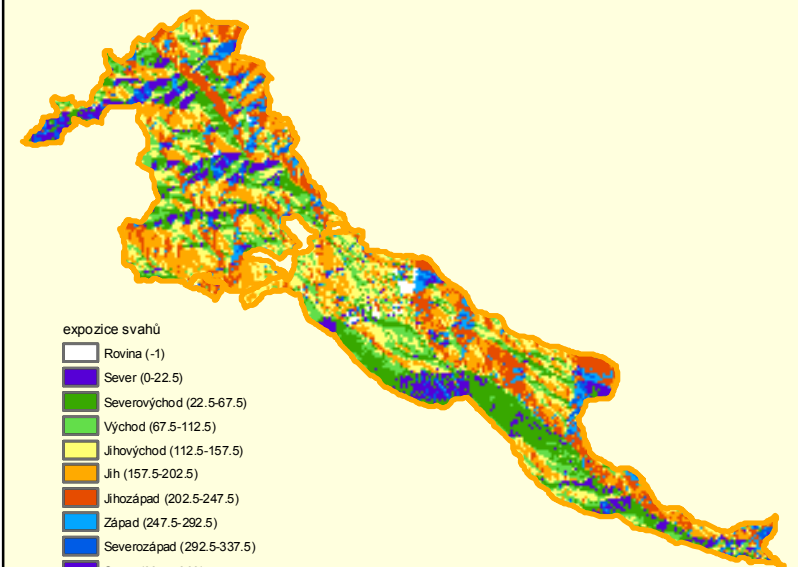 expozice svahů
Rovina (-1)
Sever (0-22.5)
Severovýchod (22.5-67.5)
Východ (67.5-112.5)
Jihovýchod (112.5-157.5)
Jih (157.5-202.5)
Jihozápad (202.5-247.5)
Západ (247.5-292.5)
Severozápad (292.5-337.5)